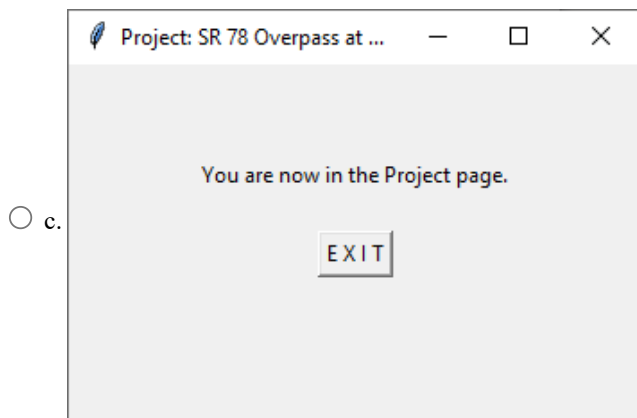 Project: SR 78 Overpass at ...
You are now in the Project page.
c.
E X I T